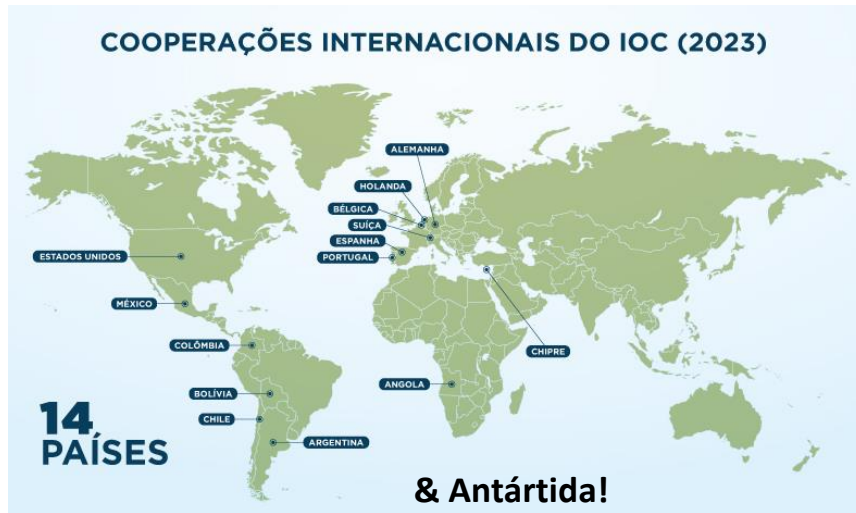 COOPERAÇÕES INTERNACIONAIS DO IOC (2023)
ALEMANHA
HOLANDA
BÉLGICA
SUÍÇA
ESPANHA
PORTUGAL
ESTADOS UNIDOS
MÉXICO
COLÔMBIA
CHIPRE
ANGOLA
BOLÍVIA
CHILE
ARGENTINA
14
PAÍSES
& Antártida!